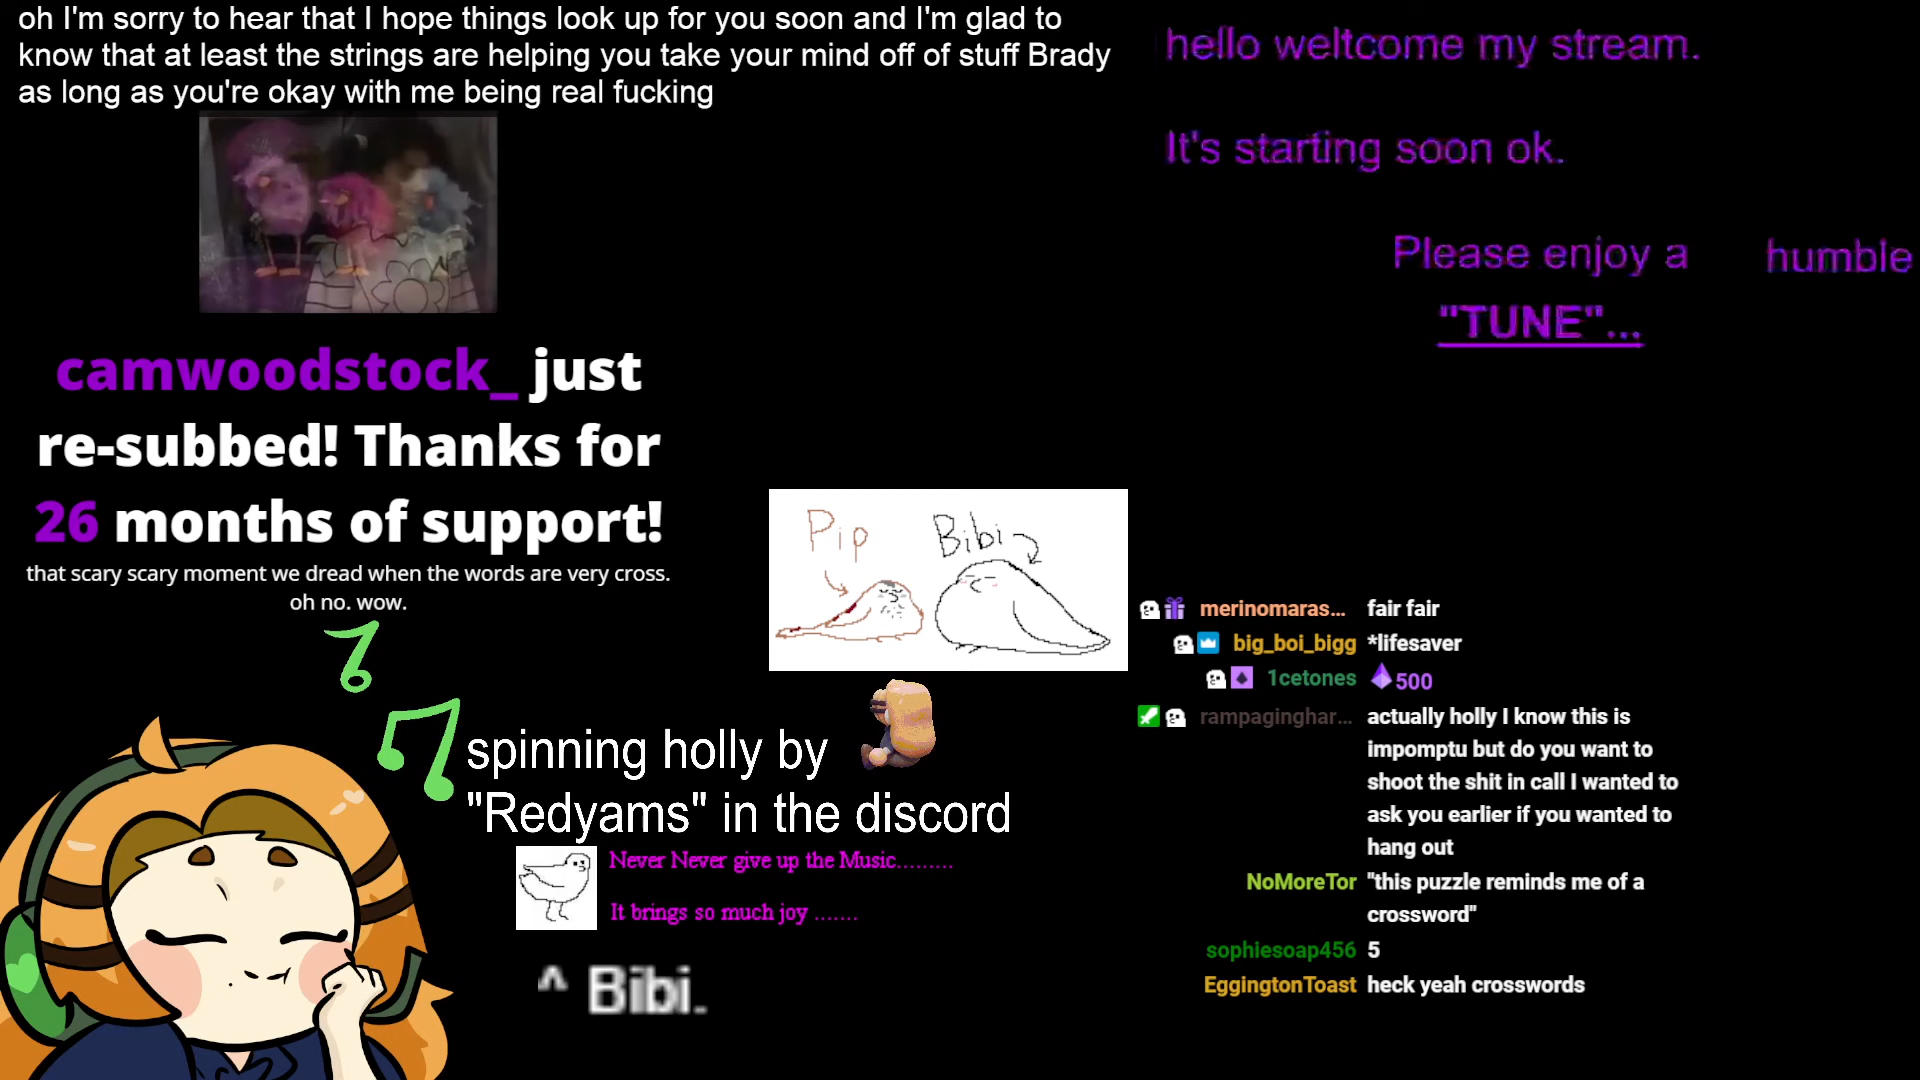 oh I'm sorry to hear that I hope things look up for you soon and I'm glad to
know that at least the strings are helping you take your mind off of stuff Brady
as long as you're okay with me being real fucking
hello weltcome my stream.
It's starting soon ok.
Please enjoy a humble
"TUNE"...
camwoodstock_ just
re-subbed! Thanks for
26 months of support!
that scary scary moment we dread when the words are very cross.
oh no. wow.
Pip
Bibi
spinning holly by
"Redyams" in the discord
Never Never give up the Music.........
It brings so much joy .......
^ Bibi.
merinomaras... fair fair
big_boi_bigg *lifesaver
1cetones 500
rampaginghar... actually holly I know this is
impomptu but do you want to
shoot the shit in call I wanted to
ask you earlier if you wanted to
hang out
NoMoreTor "this puzzle reminds me of a
crossword"
sophiesoap456 5
EggingtonToast heck yeah crosswords